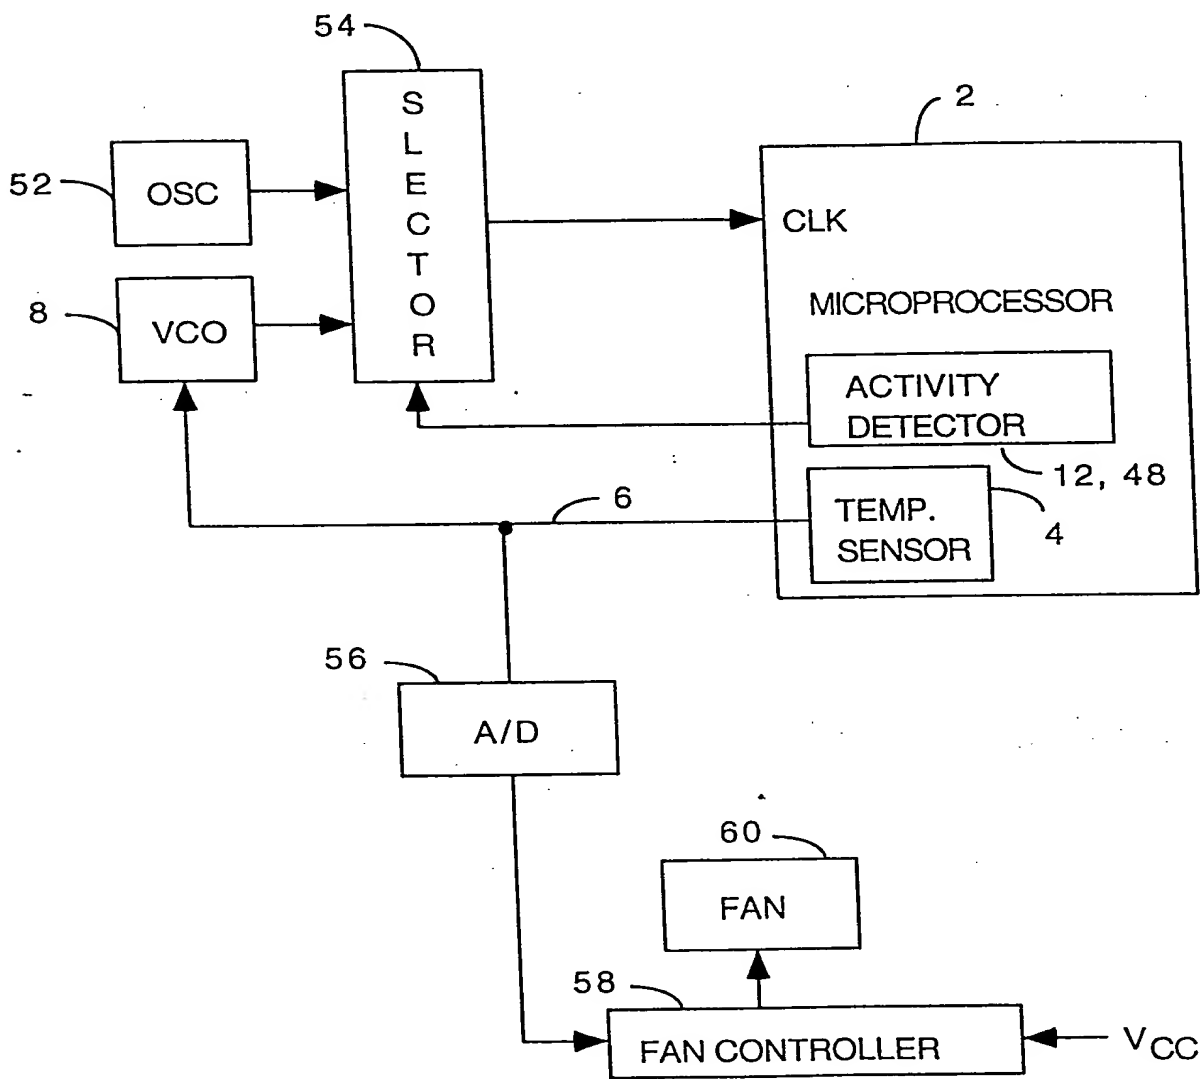 54
SLECTOR
2
52
OSC
CLK
8
VCO
MICROPROCESSOR
ACTIVITY
DETECTOR
12, 48
6
TEMP.
SENSOR
4
56
A/D
60
FAN
58
FAN CONTROLLER
VCC